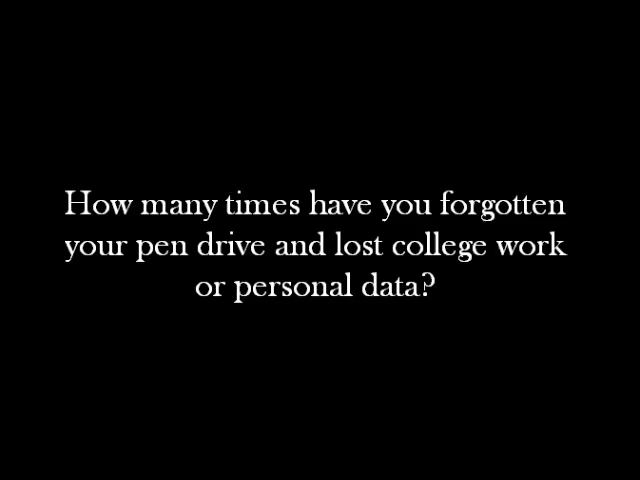 How many times have you forgotten
your pen drive and lost college work
or personal data?